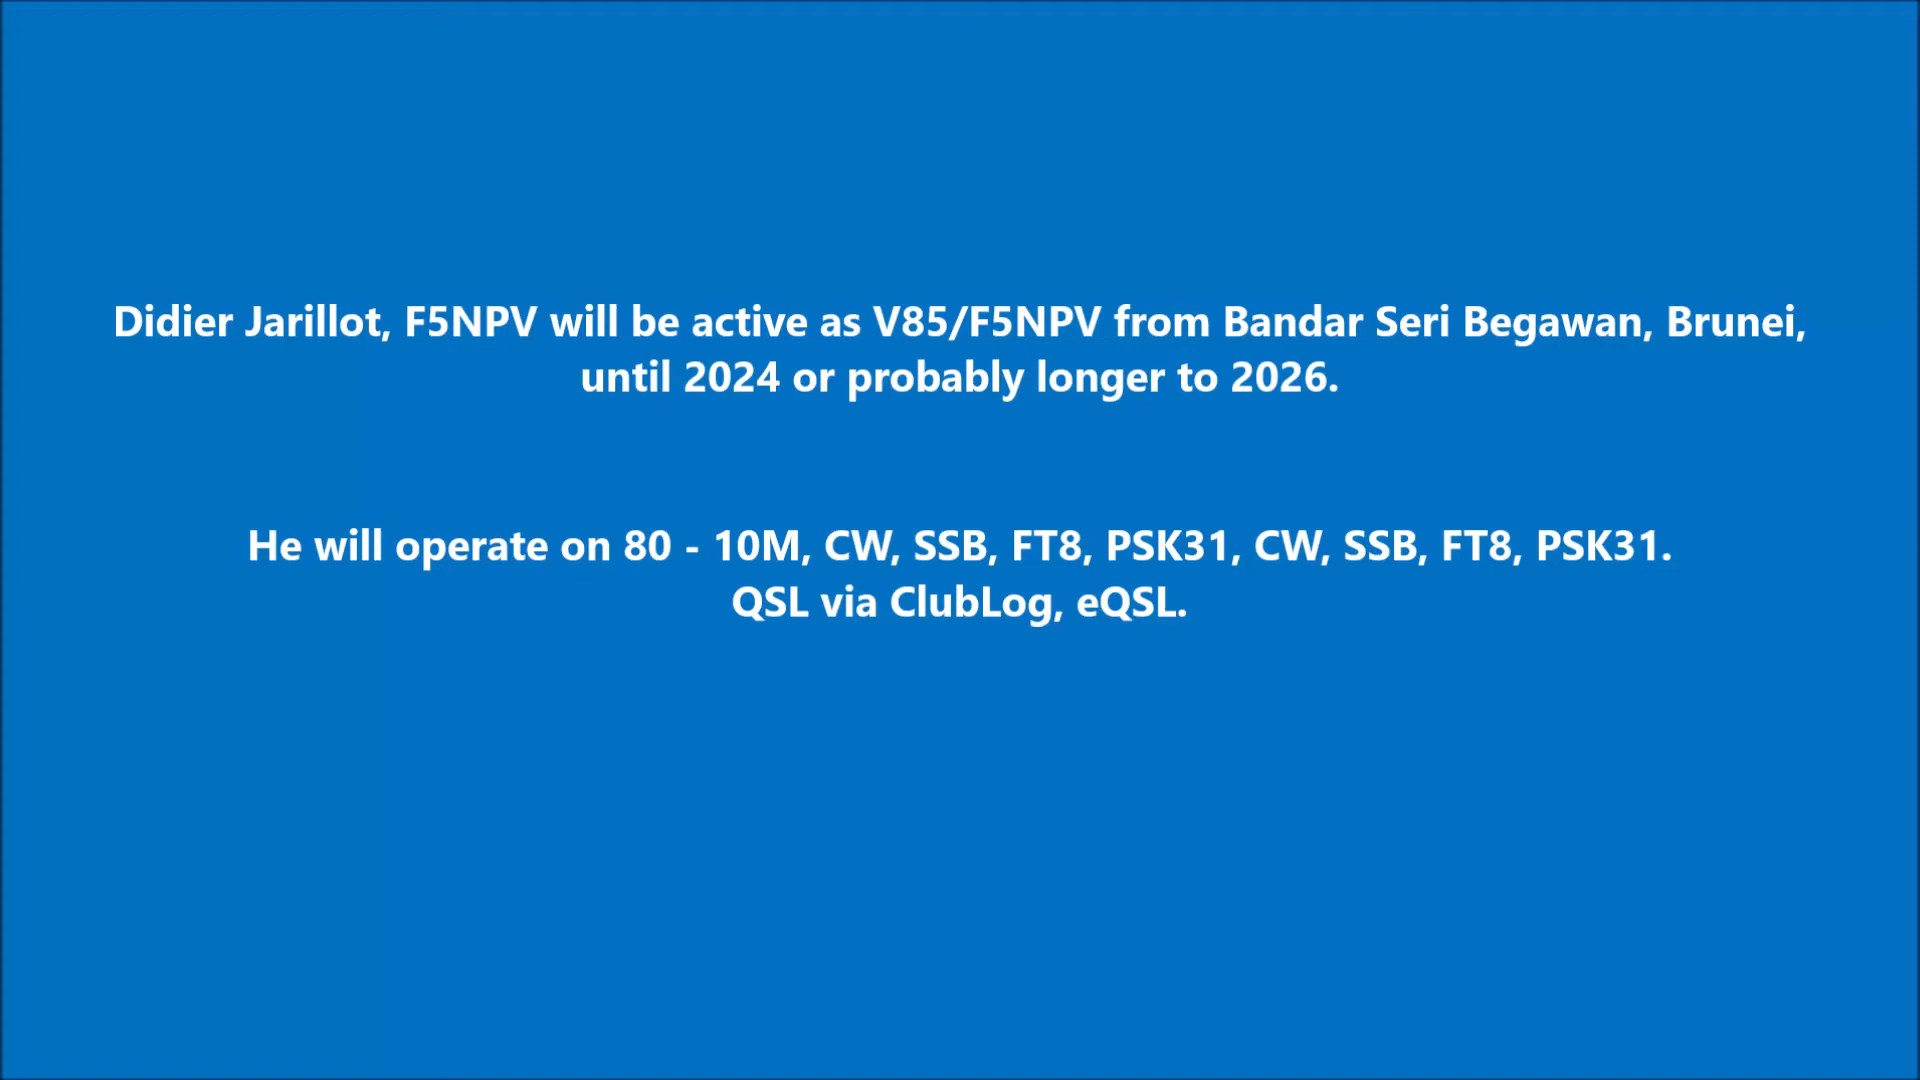 Didier Jarillot, F5NPV will be active as V85/F5NPV from Bandar Seri Begawan, Brunei,
until 2024 or probably longer to 2026.
He will operate on 80 - 10M, CW, SSB, FT8, PSK31, CW, SSB, FT8, PSK31.
QSL via ClubLog, eQSL.